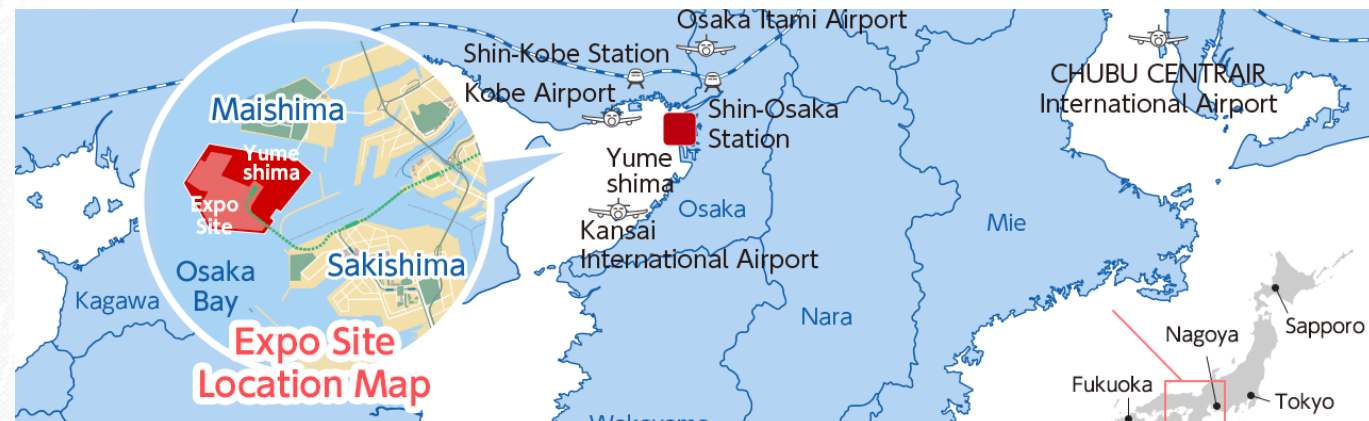 Osaka Itami Airport
Shin-Kobe Station
Kobe Airport
Shin-Osaka
Station
CHUBU CENTRAIR
International Airport
Maishima
Yume
shima
Expo
Site
Sakishima
Osaka
Bay
Expo Site
Location Map
Yume
shima
Osaka
Kansai
International Airport
Kagawa
Nara
Mie
Wakayama
Sapporo
Nagoya
Fukuoka
Tokyo